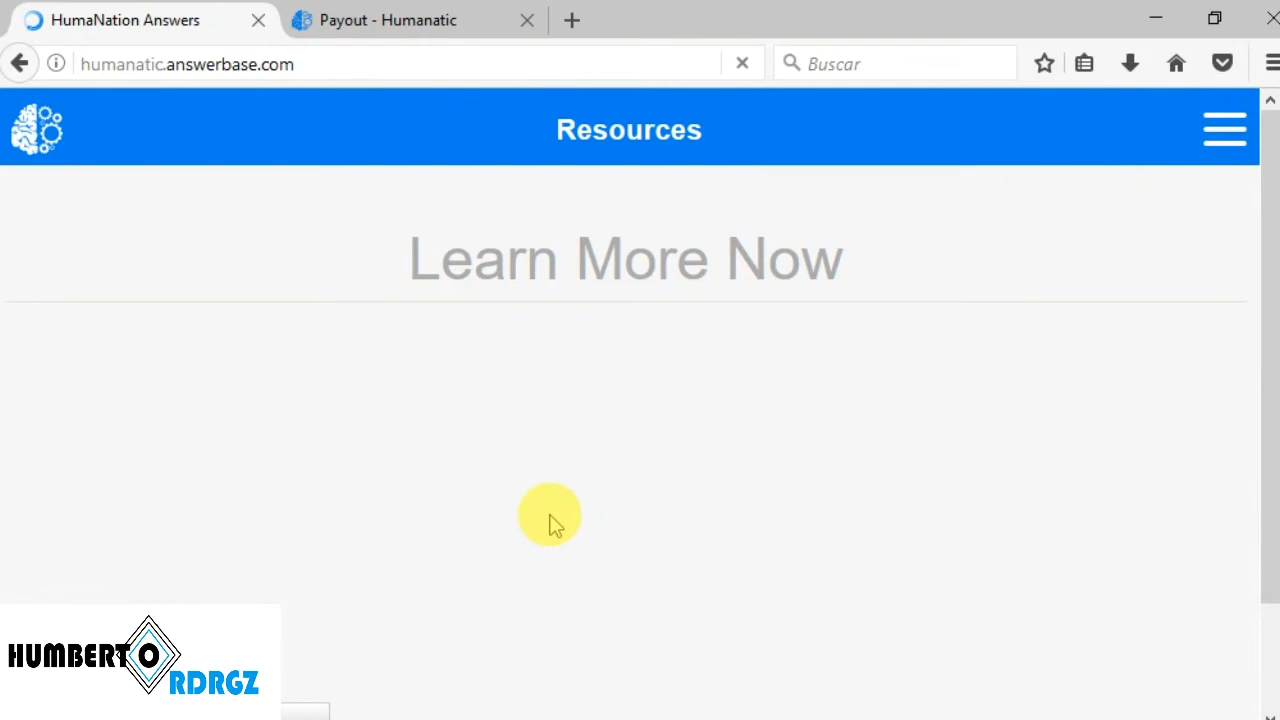 HumaNation Answers
Payout - Humanatic
humanatic.answerbase.com
Buscar
Resources
Learn More Now
HUMBERTO
RDRGZ